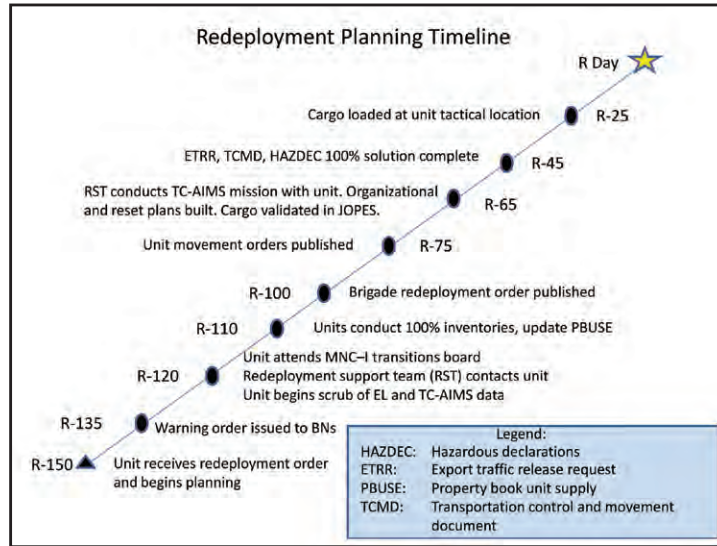 Redeployment Planning Timeline
R Day
Cargo loaded at unit tactical location
R-25
ETRR, TCMD, HAZDEC 100% solution complete
R-45
RST conducts TC-AIMS mission with unit. Organizational
and reset plans built. Cargo validated in JOPES.
R-65
Unit movement orders published
R-75
R-100
Brigade redeployment order published
R-110
Units conduct 100% inventories, update PBUSE
R-120
Unit attends MNC–I transitions board
Redeployment support team (RST) contacts unit
Unit begins scrub of EL and TC-AIMS data
R-135
Warning order issued to BNs
R-150
Unit receives redeployment order
and begins planning
Legend:
HAZDEC: Hazardous declarations
ETRR: Export traffic release request
PBUSE: Property book unit supply
TCMD: Transportation control and movement
document